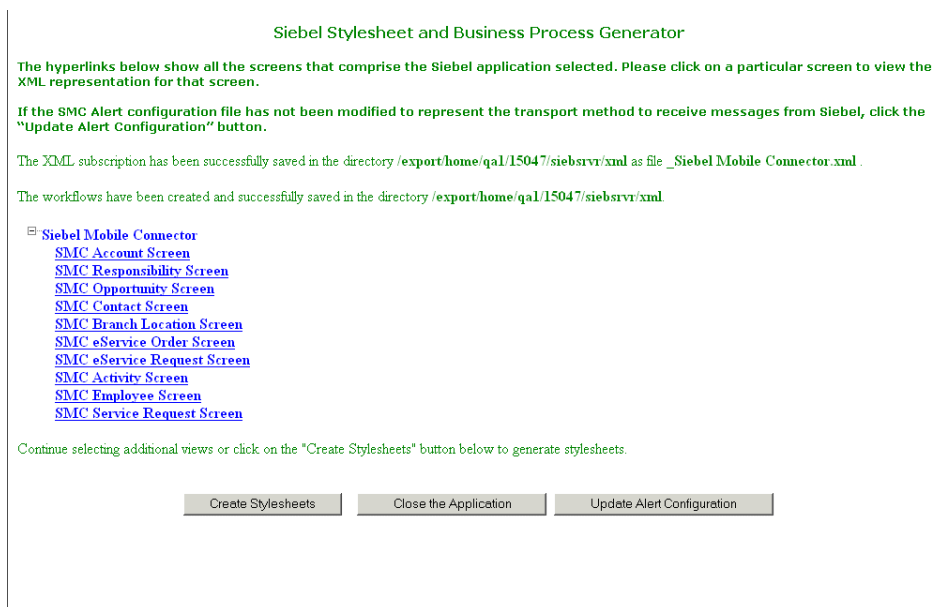 Siebel Stylesheet and Business Process Generator
The hyperlinks below show all the screens that comprise the Siebel application selected. Please click on a particular screen to view the
XML representation for that screen.
If the SMC Alert configuration file has not been modified to represent the transport method to receive messages from Siebel, click the
“Update Alert Configuration” button.
The XML subscription has been successfully saved in the directory /export/home/qa1/15047/siebsrvr/xml as file _Siebel Mobile Connector.xml .
The workflows have been created and successfully saved in the directory /export/home/qa1/15047/siebsrvr/xml.
Siebel Mobile Connector
SMC Account Screen
SMC Responsibility Screen
SMC Opportunity Screen
SMC Contact Screen
SMC Branch Location Screen
SMC eService Order Screen
SMC eService Request Screen
SMC Activity Screen
SMC Employee Screen
SMC Service Request Screen
Continue selecting additional views or click on the "Create Stylesheets" button below to generate stylesheets.
Create Stylesheets Close the Application Update Alert Configuration